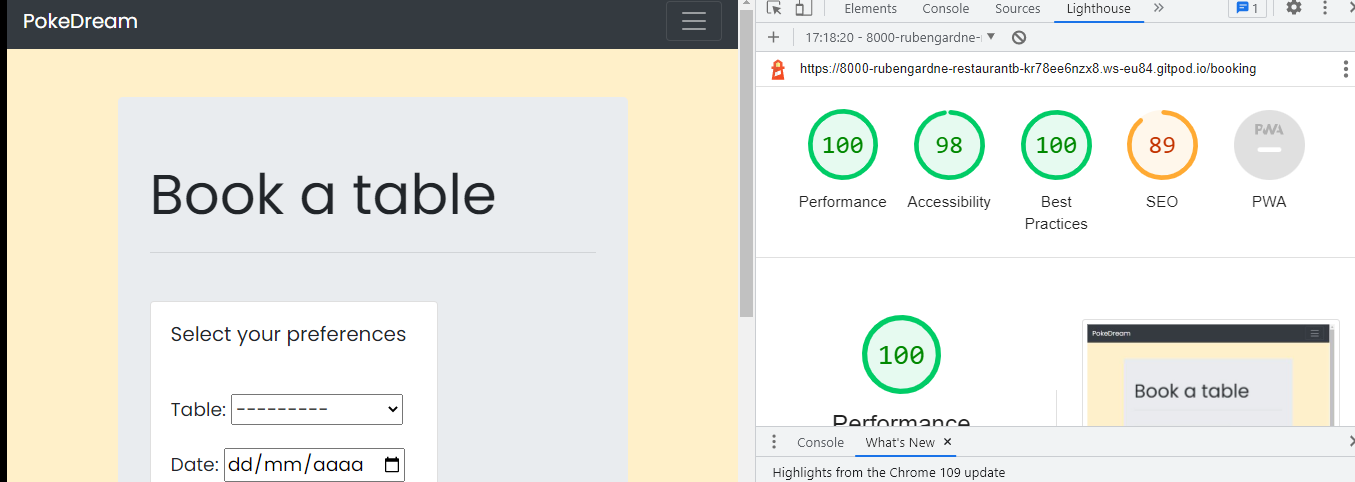 PokeDream
Book a table
Select your preferences
Table: ---------
Date: dd/mm/aaaa
Elements Console Sources Lighthouse 1
17:18:20 - 8000-rubengardne-
https://8000-rubengardne-restaurantb-kr78ee6nzx8.ws-eu84.gitpod.io/booking
100 98 100 89 PWA
Performance Accessibility Best Practices SEO PWA
100
Performance
PokeDream
Book a table
Console What's New ×
Highlights from the Chrome 109 update